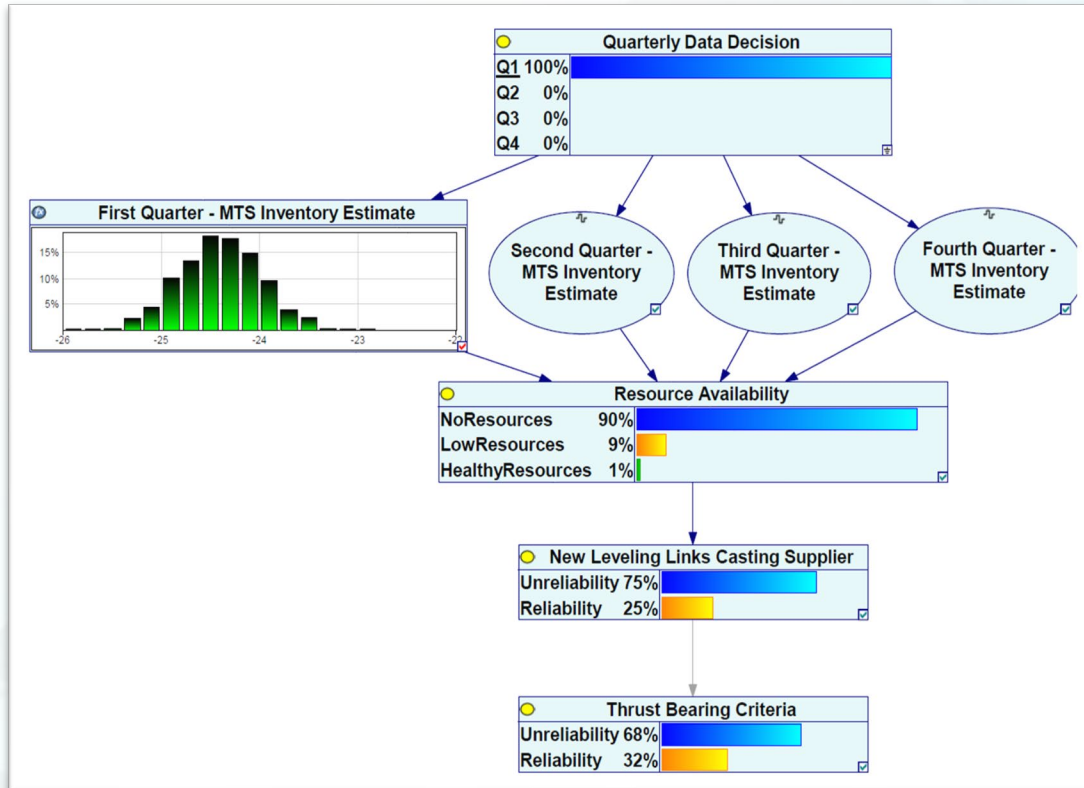 Quarterly Data Decision
Q1 100%
Q2 0%
Q3 0%
Q4 0%
First Quarter - MTS Inventory Estimate
15%
10%
5%
-26 -25 -24 -23 -22
Second Quarter -
MTS Inventory
Estimate
Third Quarter -
MTS Inventory
Estimate
Fourth Quarter -
MTS Inventory
Estimate
Resource Availability
NoResources 90%
LowResources 9%
HealthyResources 1%
New Leveling Links Casting Supplier
Unreliability 75%
Reliability 25%
Thrust Bearing Criteria
Unreliability 68%
Reliability 32%